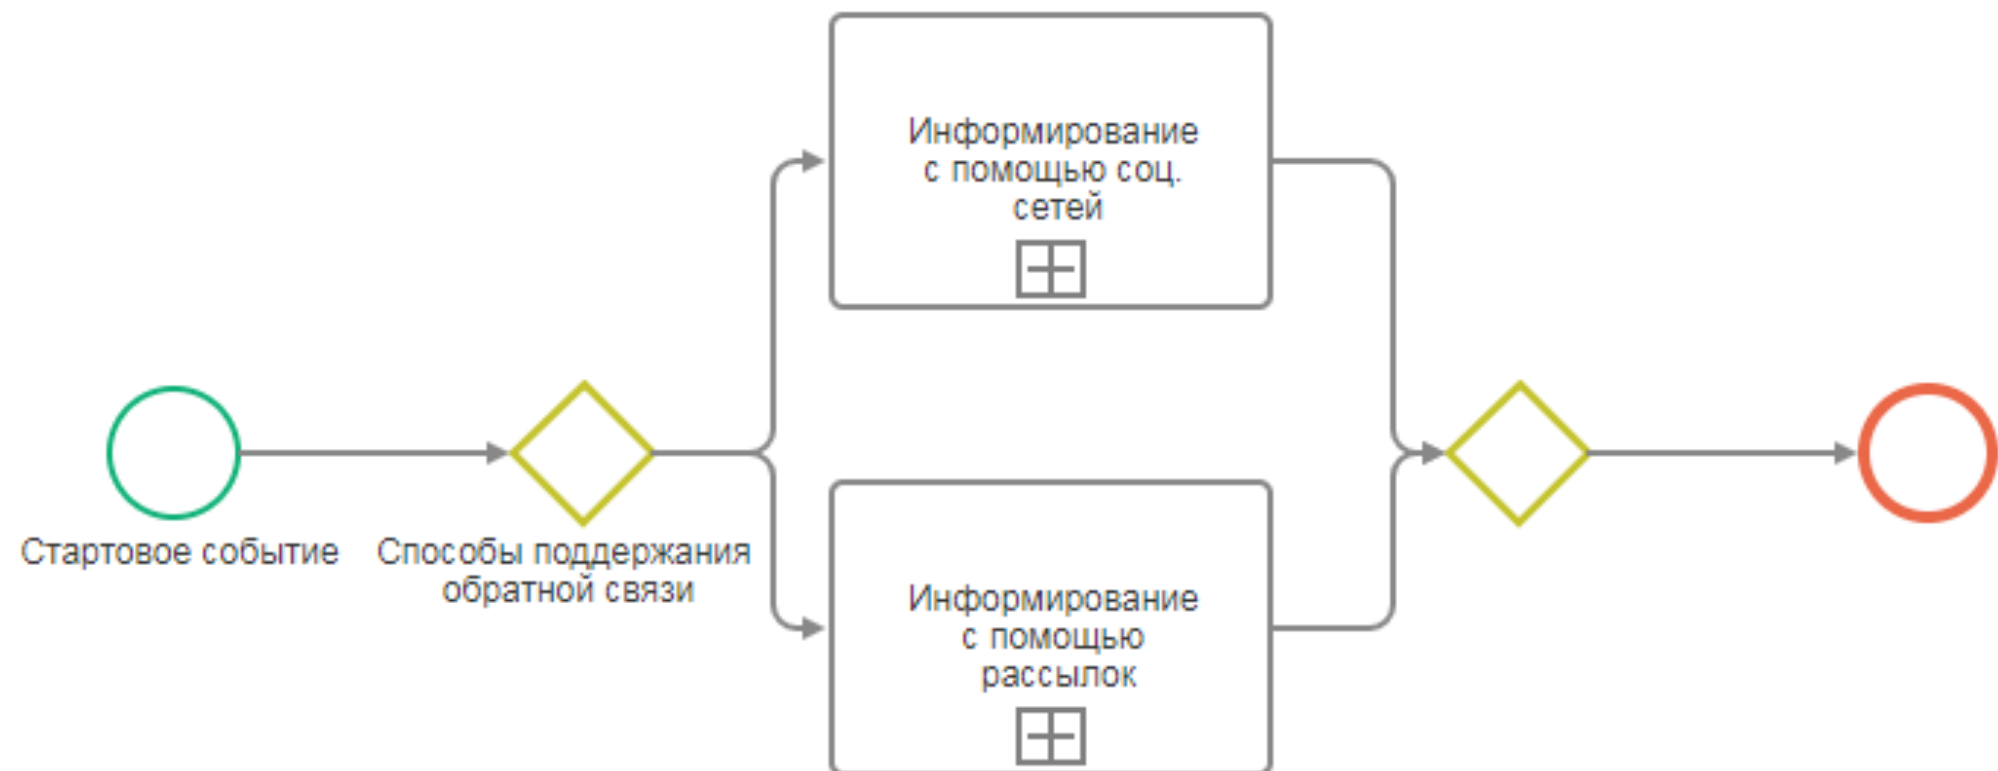 Информирование
с помощью соц.
сетей
Стартовое событие
Способы поддержания
обратной связи
Информирование
с помощью
рассылок